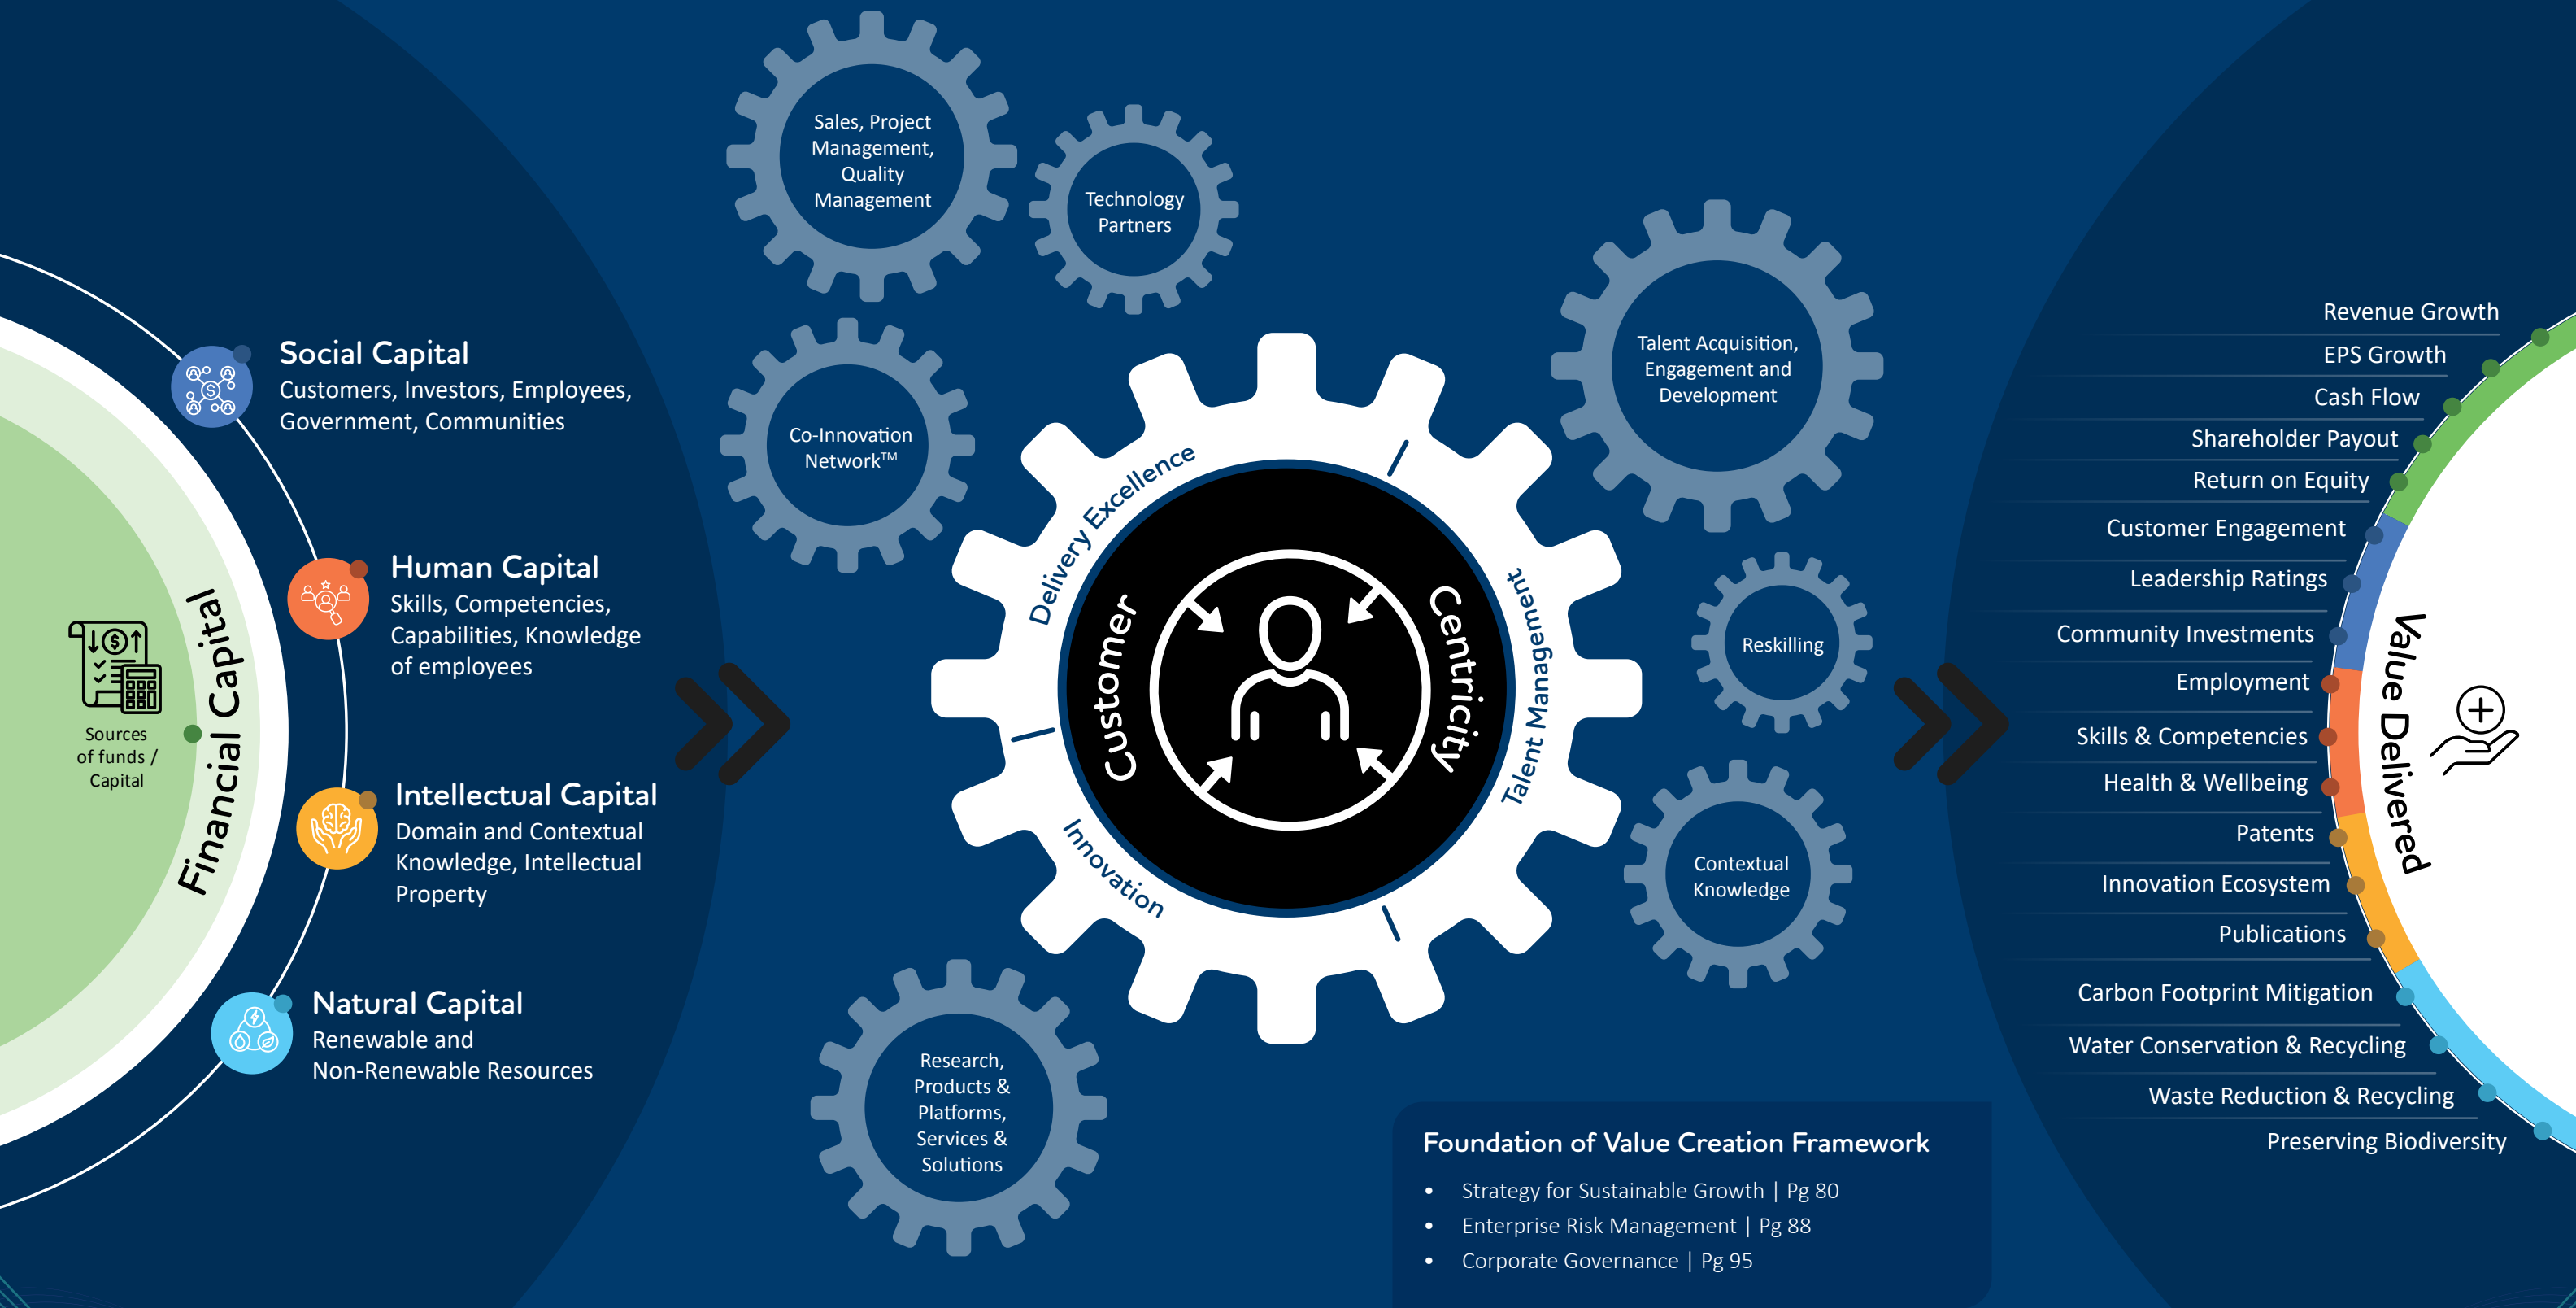 Sources
of funds /
Capital
Financial Capital
Social Capital
Customers, Investors, Employees,
Government, Communities
Human Capital
Skills, Competencies,
Capabilities, Knowledge
of employees
Intellectual Capital
Domain and Contextual
Knowledge, Intellectual
Property
Natural Capital
Renewable and
Non-Renewable Resources
Sales, Project
Management,
Quality
Management
Technology
Partners
Co-Innovation
Network™
Delivery Excellence
Talent Management
Innovation
Customer
Centricity
Talent Acquisition,
Engagement and
Development
Reskilling
Contextual
Knowledge
Research,
Products &
Platforms,
Services &
Solutions
Foundation of Value Creation Framework
• Strategy for Sustainable Growth | Pg 80
• Enterprise Risk Management | Pg 88
• Corporate Governance | Pg 95
Revenue Growth
EPS Growth
Cash Flow
Shareholder Payout
Return on Equity
Customer Engagement
Leadership Ratings
Community Investments
Employment
Skills & Competencies
Health & Wellbeing
Patents
Innovation Ecosystem
Publications
Carbon Footprint Mitigation
Water Conservation & Recycling
Waste Reduction & Recycling
Preserving Biodiversity
Value Delivered